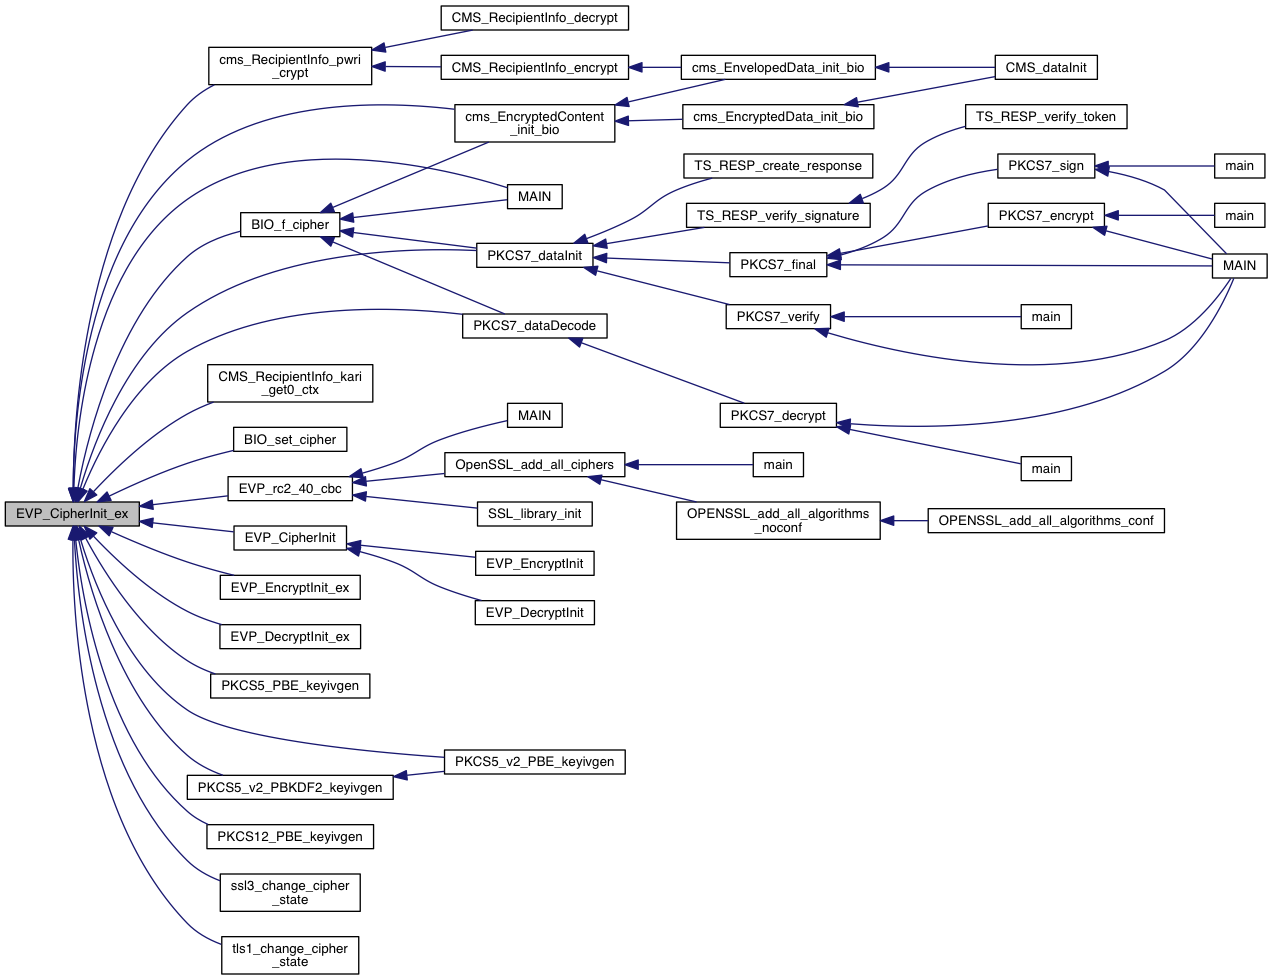 CMS_RecipientInfo_decrypt
cms_RecipientInfo_pwri
_crypt
CMS_RecipientInfo_encrypt
cms_EnvelopedData_init_bio
CMS_dataInit
cms_EncryptedContent
_init_bio
cms_EncryptedData_init_bio
TS_RESP_verify_token
TS_RESP_create_response
PKCS7_sign
main
MAIN
BIO_f_cipher
TS_RESP_verify_signature
PKCS7_encrypt
main
PKCS7_dataInit
PKCS7_final
MAIN
PKCS7_dataDecode
PKCS7_verify
main
CMS_RecipientInfo_kari
_get0_ctx
MAIN
PKCS7_decrypt
BIO_set_cipher
OpenSSL_add_all_ciphers
main
main
EVP_rc2_40_cbc
EVP_CipherInit_ex
SSL_library_init
OPENSSL_add_all_algorithms
_noconf
OPENSSL_add_all_algorithms_conf
EVP_CipherInit
EVP_EncryptInit
EVP_EncryptInit_ex
EVP_DecryptInit
EVP_DecryptInit_ex
PKCS5_PBE_keyivgen
PKCS5_v2_PBE_keyivgen
PKCS5_v2_PBKDF2_keyivgen
PKCS12_PBE_keyivgen
ssl3_change_cipher
_state
tls1_change_cipher
_state